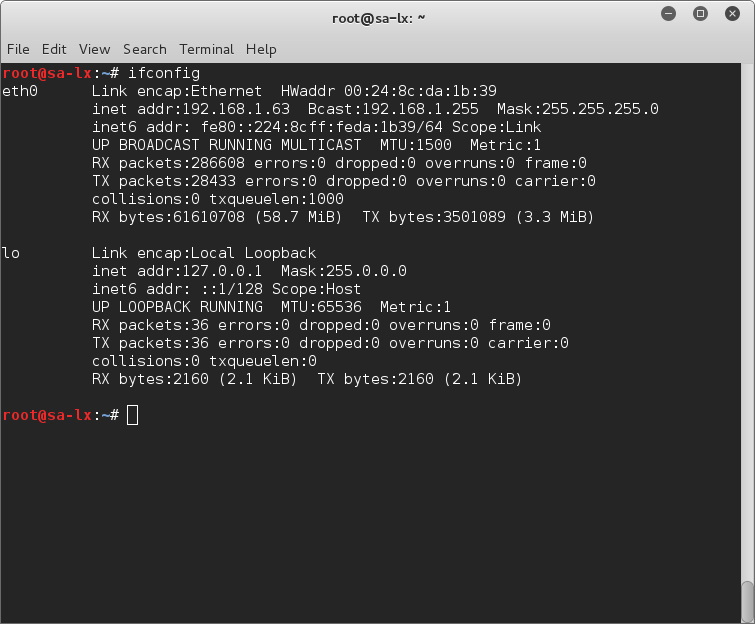 root@sa-lx: ~
File Edit View Search Terminal Help
root@sa-lx:~# ifconfig
eth0      Link encap:Ethernet  HWaddr 00:24:8c:da:1b:39
          inet addr:192.168.1.63  Bcast:192.168.1.255  Mask:255.255.255.0
          inet6 addr: fe80::224:8cff:feda:1b39/64 Scope:Link
          UP BROADCAST RUNNING MULTICAST  MTU:1500  Metric:1
          RX packets:286608 errors:0 dropped:0 overruns:0 frame:0
          TX packets:28433 errors:0 dropped:0 overruns:0 carrier:0
          collisions:0 txqueuelen:1000
          RX bytes:61610708 (58.7 MiB)  TX bytes:3501089 (3.3 MiB)

lo        Link encap:Local Loopback
          inet addr:127.0.0.1  Mask:255.0.0.0
          inet6 addr: ::1/128 Scope:Host
          UP LOOPBACK RUNNING  MTU:65536  Metric:1
          RX packets:36 errors:0 dropped:0 overruns:0 frame:0
          TX packets:36 errors:0 dropped:0 overruns:0 carrier:0
          collisions:0 txqueuelen:0
          RX bytes:2160 (2.1 KiB)  TX bytes:2160 (2.1 KiB)

root@sa-lx:~#